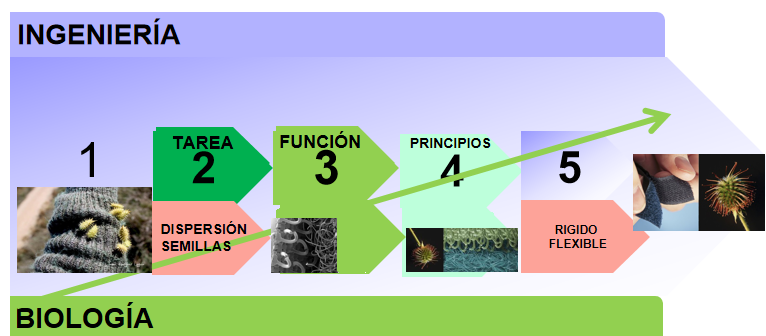 INGENIERÍA
1
TAREA
2
FUNCIÓN
3
PRINCIPIOS
4
5
DISPERSIÓN
SEMILLAS
RIGIDO
FLEXIBLE
BIOLOGÍA